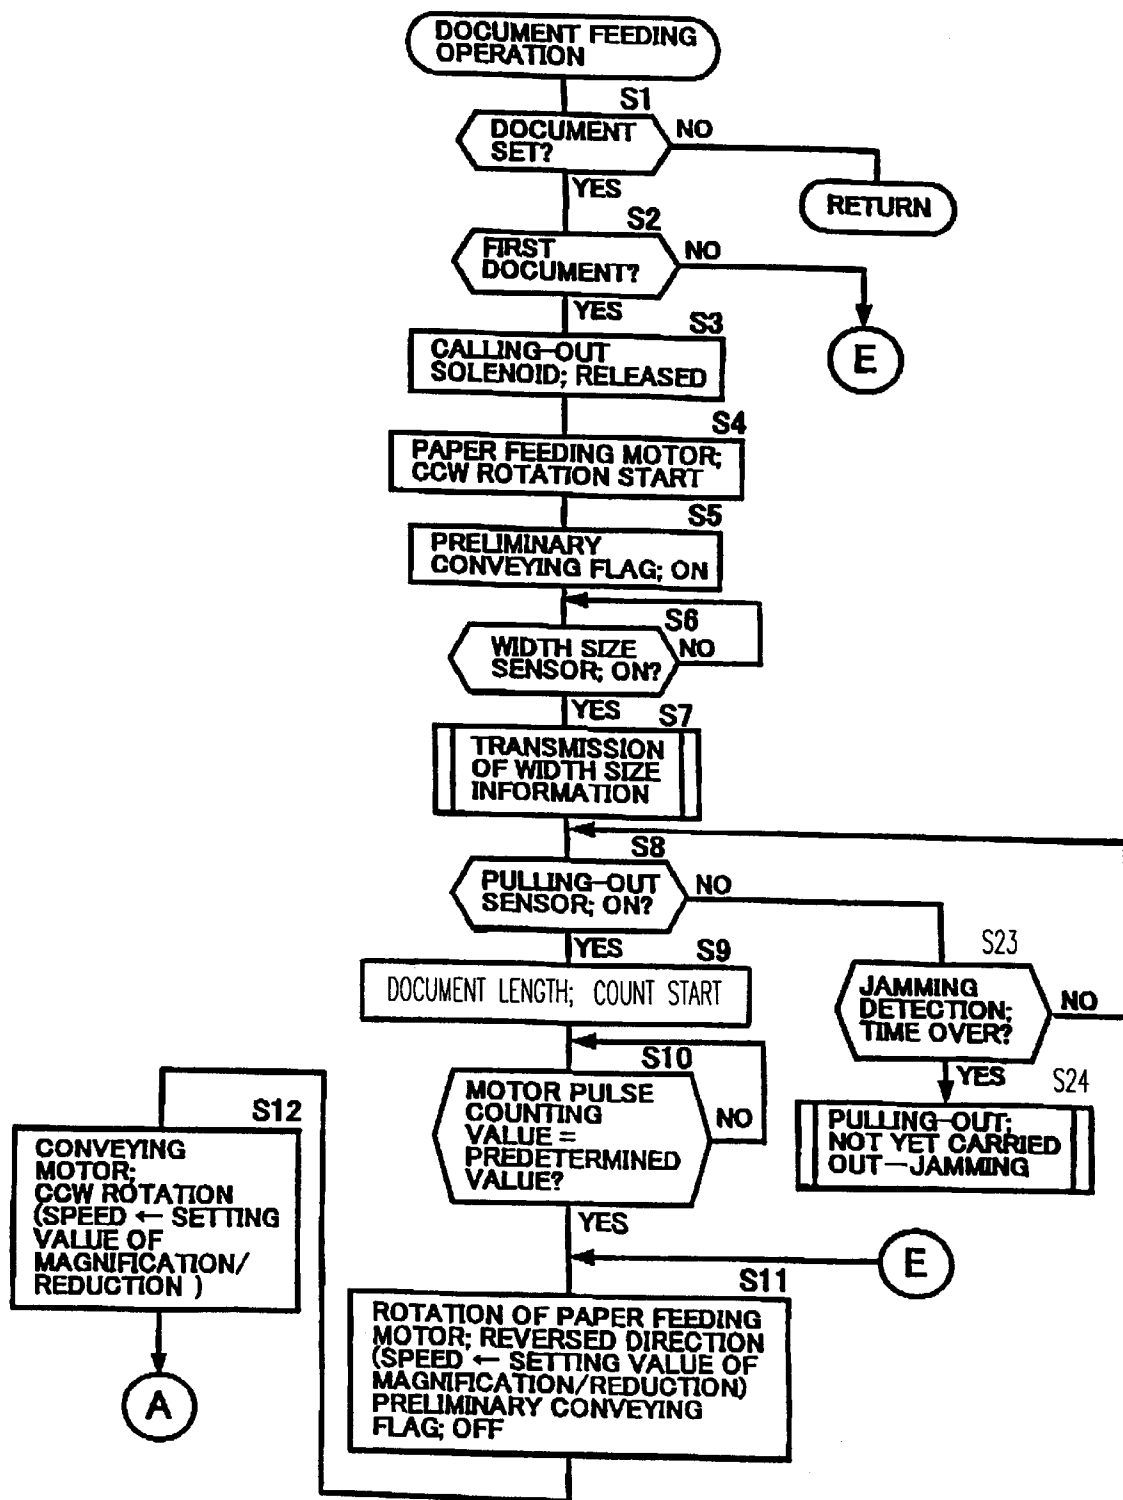 DOCUMENT FEEDING
OPERATION
S1
DOCUMENT
SET?
NO
YES
RETURN
S2
FIRST
DOCUMENT?
NO
YES
E
S3
CALLING-OUT
SOLENOID; RELEASED
S4
PAPER FEEDING MOTOR;
CCW ROTATION START
S5
PRELIMINARY
CONVEYING FLAG; ON
S6
WIDTH SIZE
SENSOR; ON?
NO
YES
S7
TRANSMISSION
OF WIDTH SIZE
INFORMATION
S8
PULLING-OUT
SENSOR; ON?
NO
YES
S9
DOCUMENT LENGTH; COUNT START
S23
JAMMING
DETECTION;
TIME OVER?
NO
YES
S24
PULLING-OUT;
NOT YET CARRIED
OUT-JAMMING
S10
MOTOR PULSE
COUNTING
VALUE =
PREDETERMINED
VALUE?
NO
YES
E
S11
ROTATION OF PAPER FEEDING
MOTOR; REVERSED DIRECTION
(SPEED ← SETTING VALUE OF
MAGNIFICATION/REDUCTION)
PRELIMINARY CONVEYING
FLAG; OFF
S12
CONVEYING
MOTOR;
CCW ROTATION
(SPEED ← SETTING
VALUE OF
MAGNIFICATION/
REDUCTION )
A